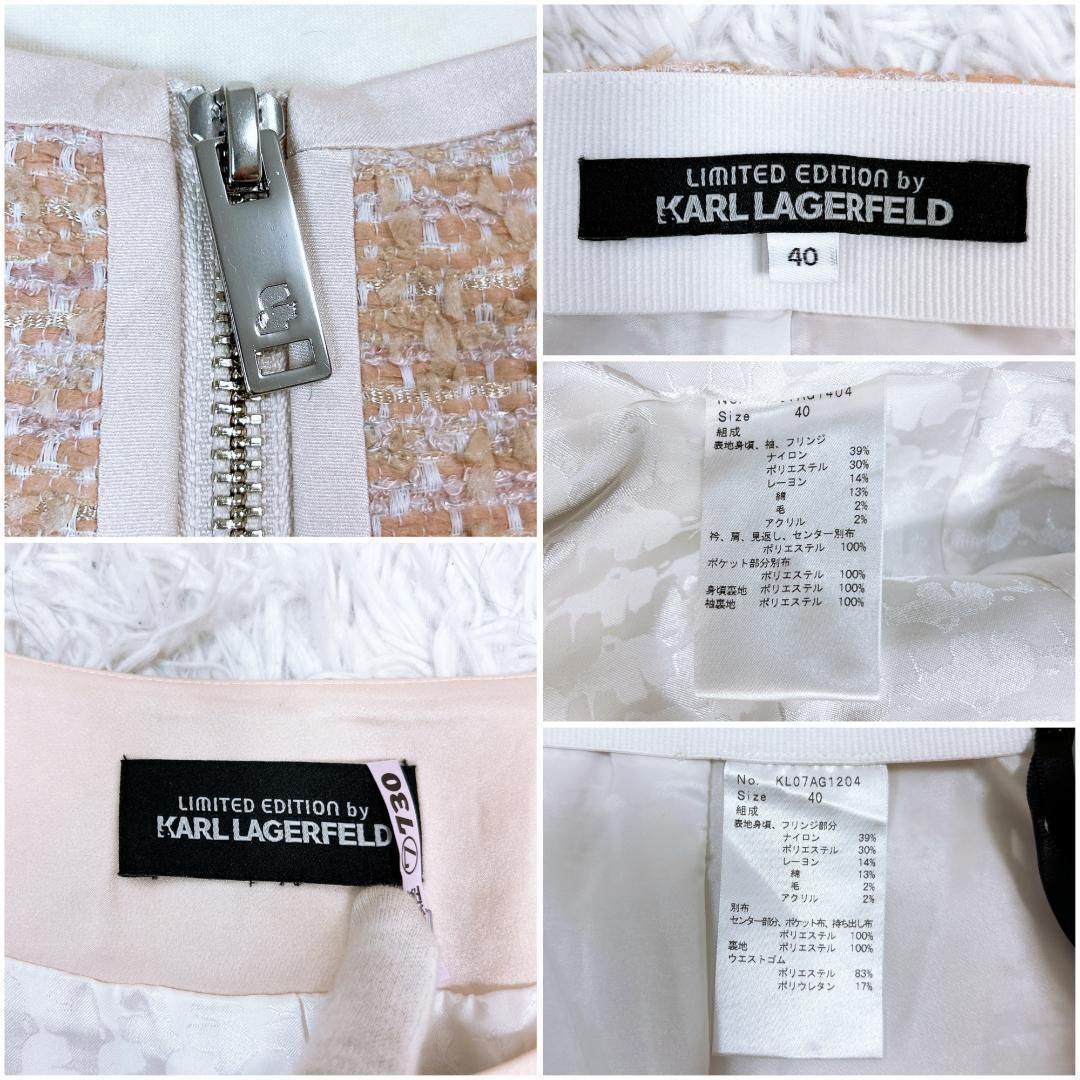 LIMITED EDITION by
KARL LAGERFELD
40
Size 40
組成
表地身頃、袖、フリンジ
ナイロン 39%
ポリエステル 30%
レーヨン 14%
綿 13%
毛 2%
アクリル 2%
衿、肩、見返し、センター別布
ポリエステル 100%
ポケット部分別布
ポリエステル 100%
身頃裏地 ポリエステル 100%
袖裏地 ポリエステル 100%
LIMITED EDITION by
KARL LAGERFELD
730
No. KL07AG1204
Size 40
組成
表地身頃、フリンジ部分
ナイロン 39%
ポリエステル 30%
レーヨン 14%
綿 13%
毛 2%
アクリル 2%
別布
センター部分、ポケット布、持ち出し布
ポリエステル 100%
裏地 ポリエステル 100%
ウエストゴム
ポリエステル 83%
ポリウレタン 17%